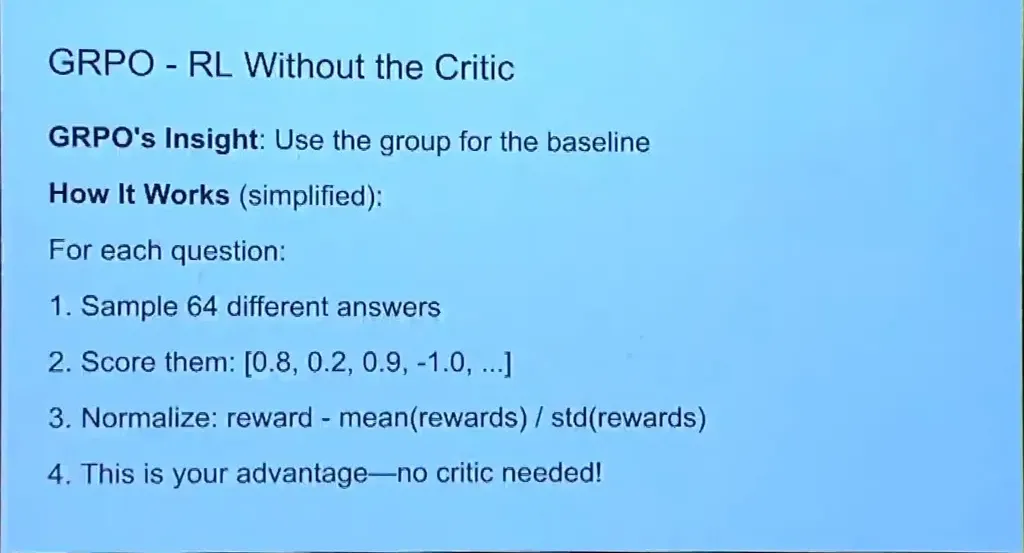 GRPO - RL Without the Critic
GRPO's Insight: Use the group for the baseline
How It Works (simplified):
For each question:
1. Sample 64 different answers
2. Score them: [0.8, 0.2, 0.9, -1.0, ...]
3. Normalize: reward - mean(rewards) / std(rewards)
4. This is your advantage—no critic needed!